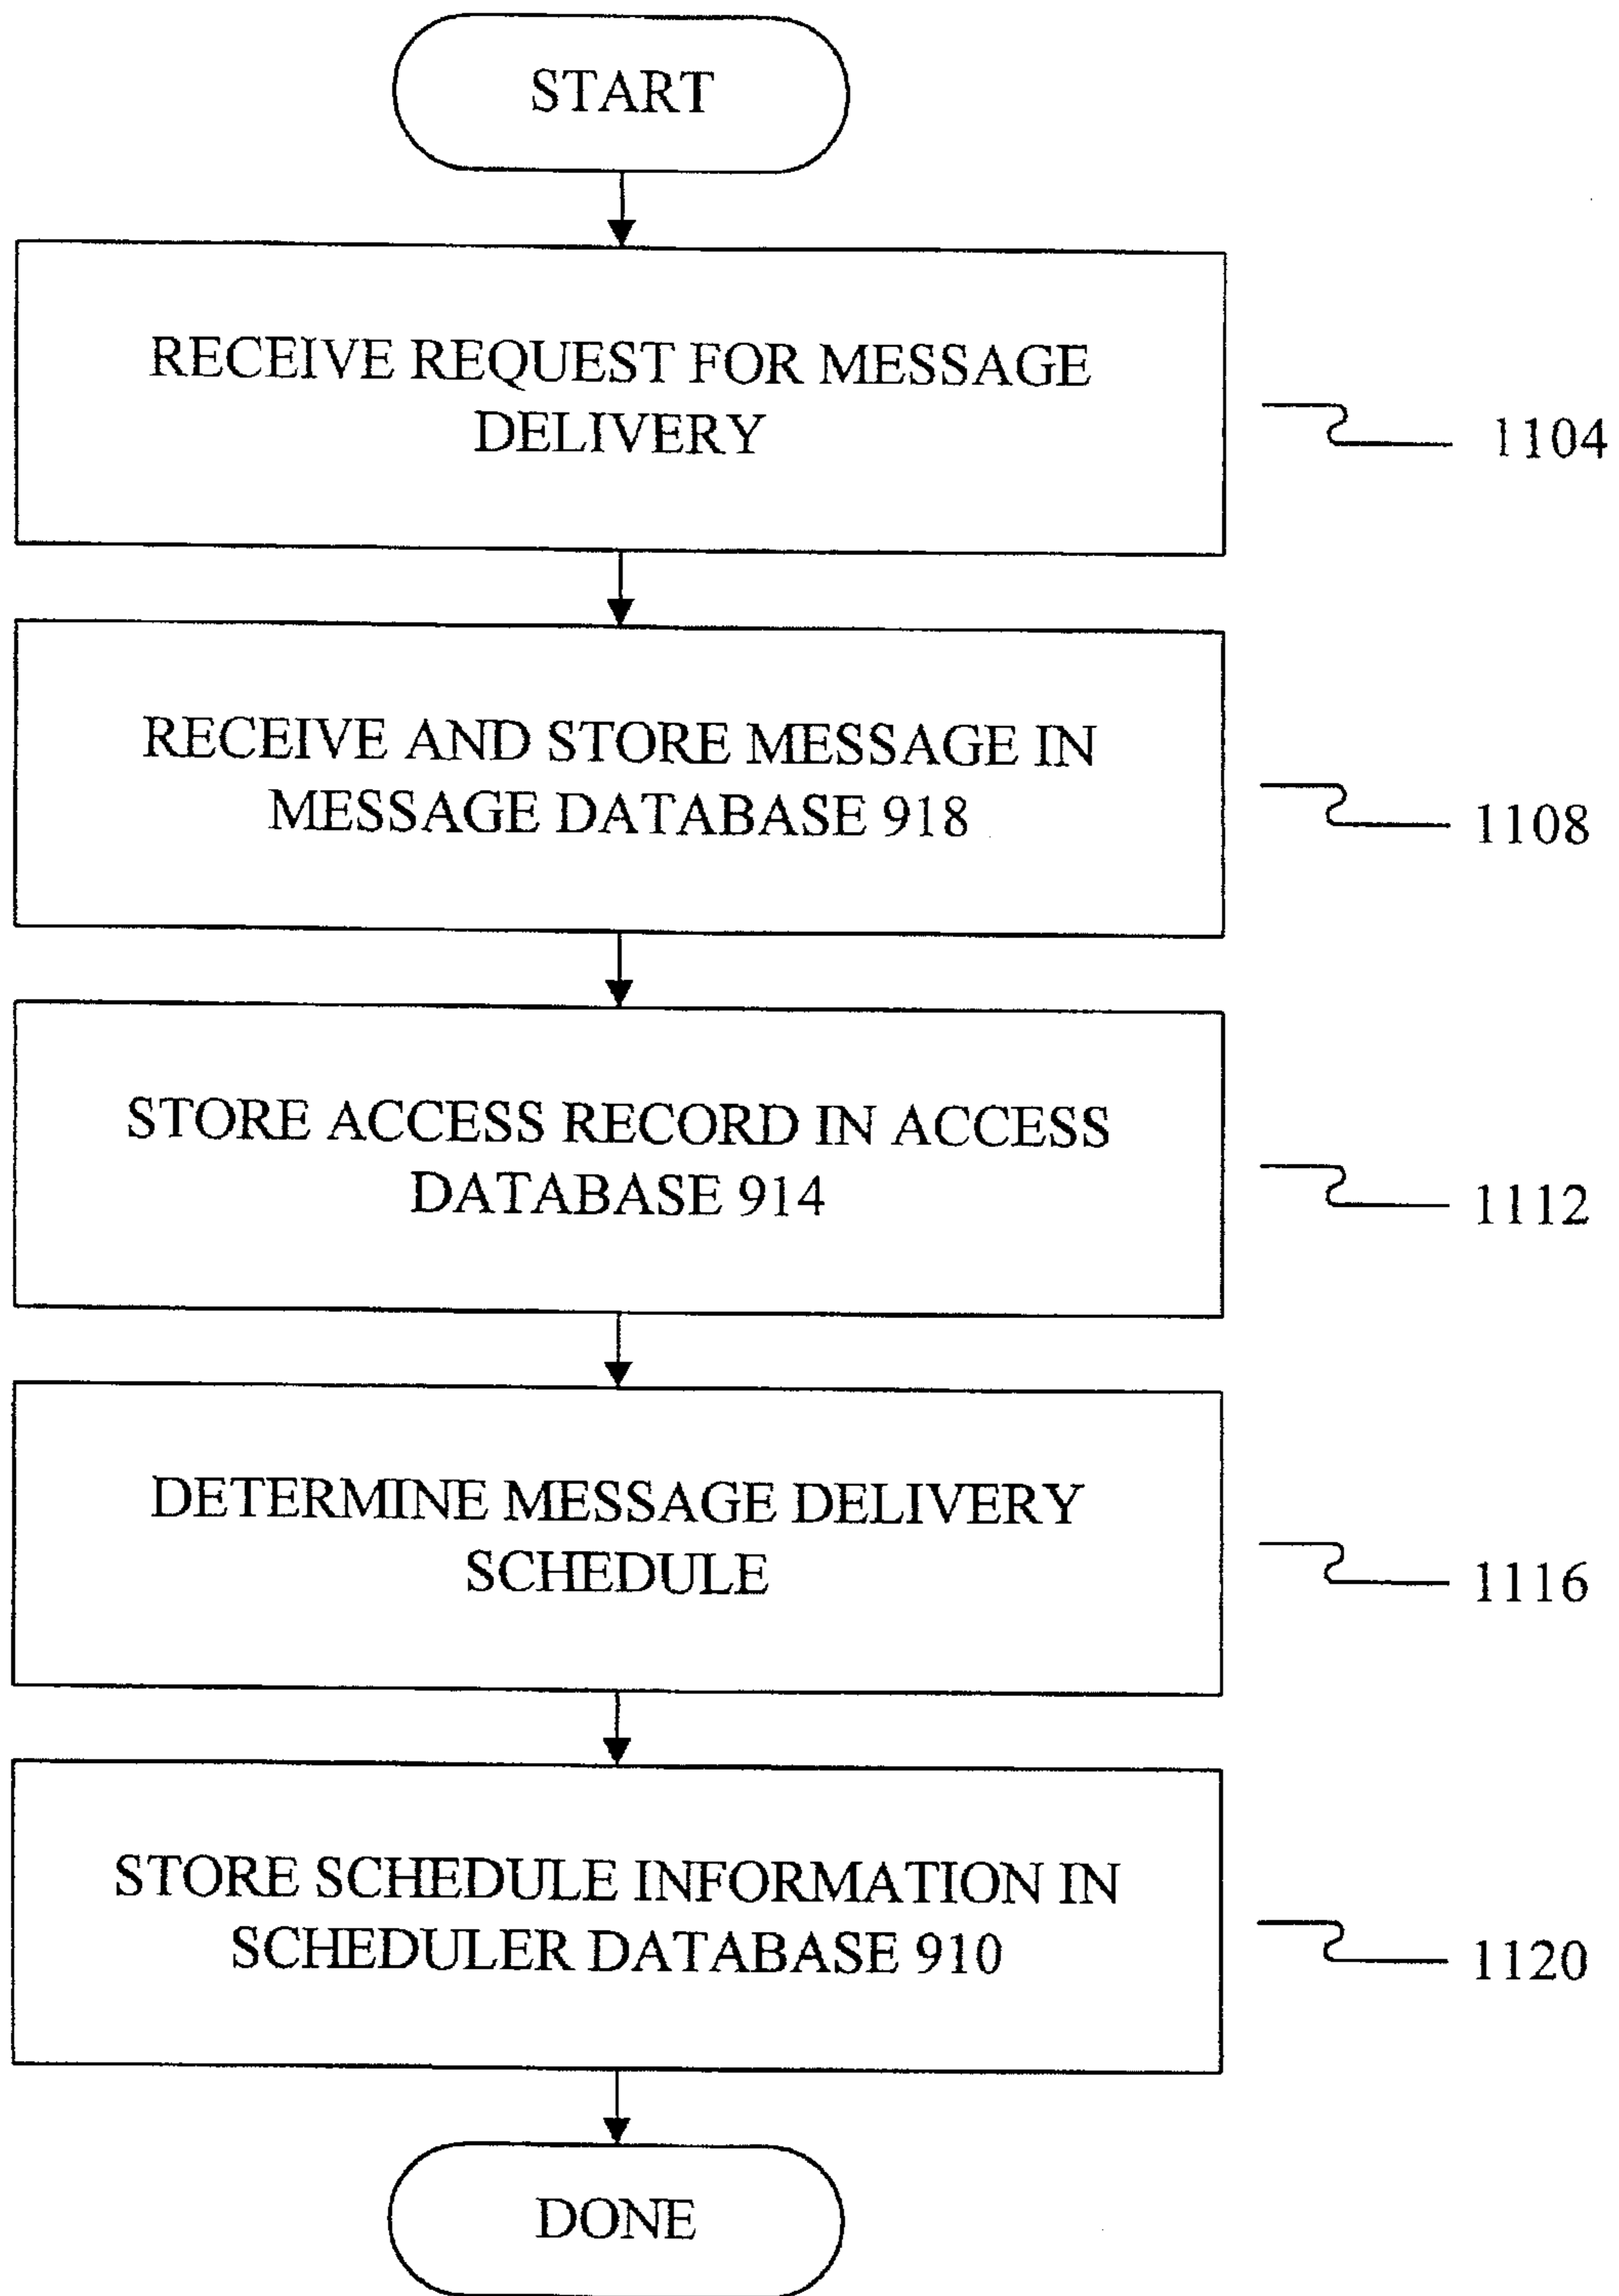 START
RECEIVE REQUEST FOR MESSAGE
DELIVERY
1104
RECEIVE AND STORE MESSAGE IN
MESSAGE DATABASE 918
1108
STORE ACCESS RECORD IN ACCESS
DATABASE 914
1112
DETERMINE MESSAGE DELIVERY
SCHEDULE
1116
STORE SCHEDULE INFORMATION IN
SCHEDULER DATABASE 910
1120
DONE